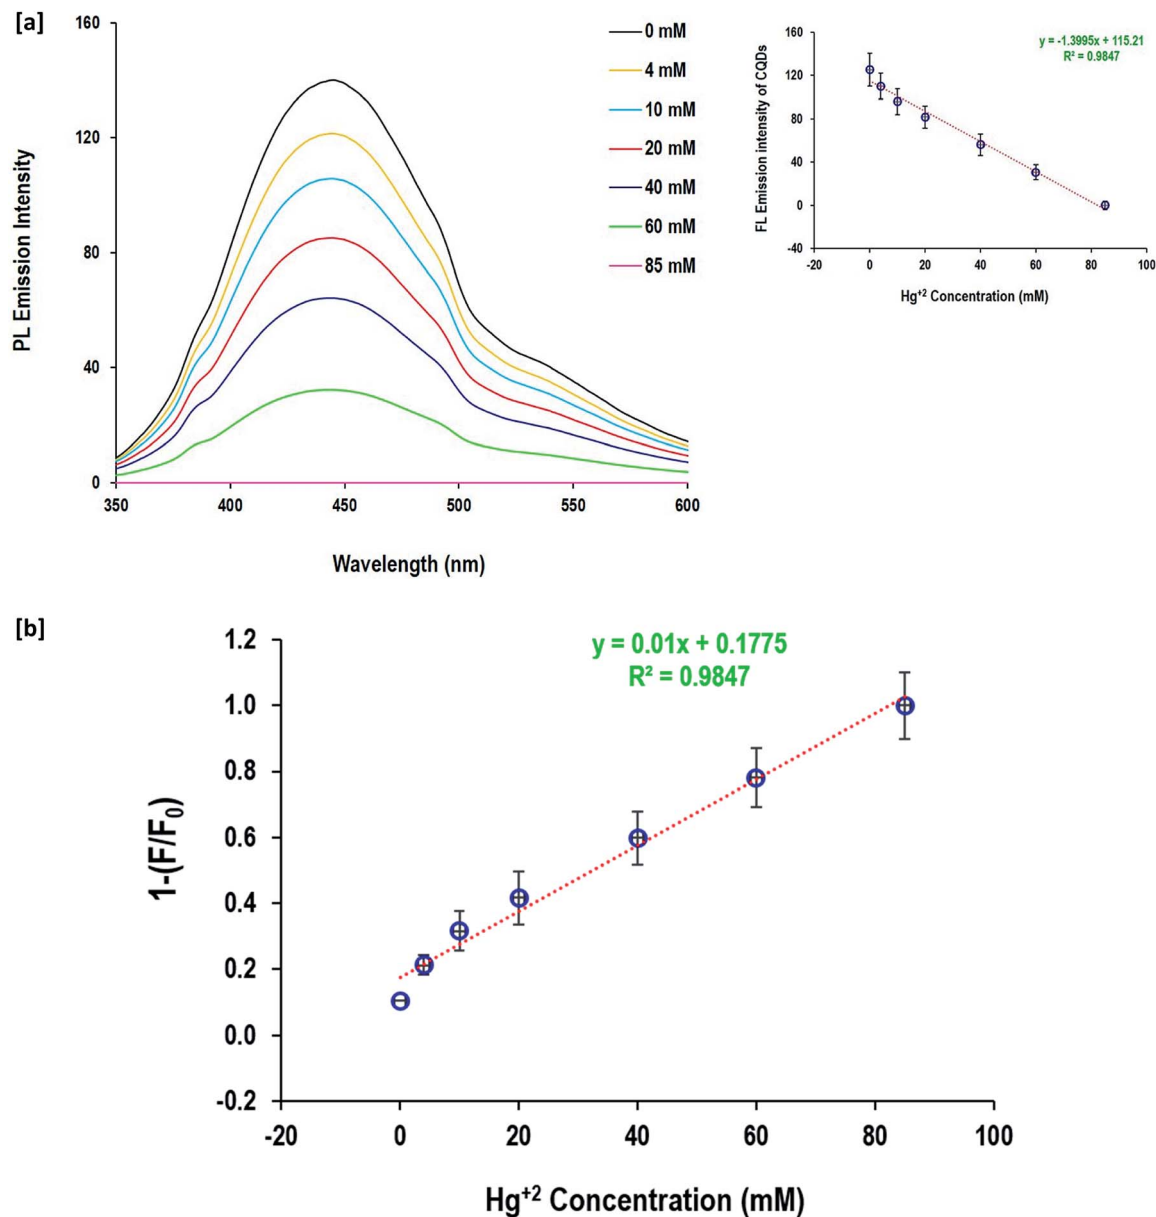 [a]
160
120
80
40
0
PL Emission Intensity
350 400 450 500 550 600
Wavelength (nm)
0 mM
4 mM
10 mM
20 mM
40 mM
60 mM
85 mM
y = -1.3995x + 115.21
R² = 0.9847
160
120
80
40
0
-40
FL Emission intensity of CQDs
-20 0 20 40 60 80 100
Hg⁺² Concentration (mM)
[b]
y = 0.01x + 0.1775
R² = 0.9847
1.2
1.0
0.8
0.6
0.4
0.2
0.0
-0.2
1-(F/F₀)
-20 0 20 40 60 80 100
Hg⁺² Concentration (mM)